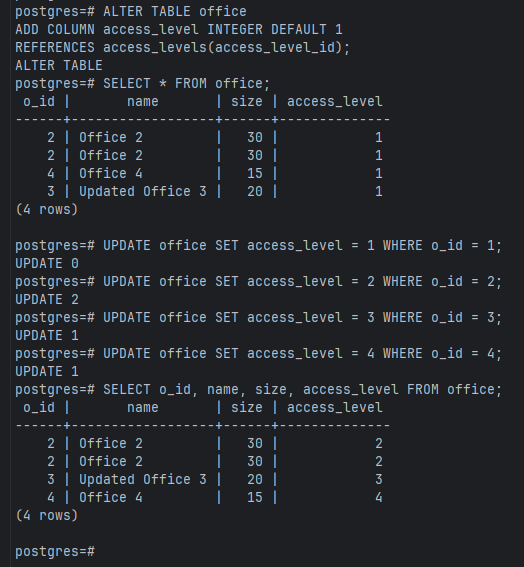 postgres=# ALTER TABLE office
ADD COLUMN access_level INTEGER DEFAULT 1
REFERENCES access_levels(access_level_id);
ALTER TABLE
postgres=# SELECT * FROM office;
 o_id |       name       | size | access_level
------+------------------+------+--------------
    2 | Office 2         |   30 |            1
    2 | Office 2         |   30 |            1
    4 | Office 4         |   15 |            1
    3 | Updated Office 3 |   20 |            1
(4 rows)

postgres=# UPDATE office SET access_level = 1 WHERE o_id = 1;
UPDATE 0
postgres=# UPDATE office SET access_level = 2 WHERE o_id = 2;
UPDATE 2
postgres=# UPDATE office SET access_level = 3 WHERE o_id = 3;
UPDATE 1
postgres=# UPDATE office SET access_level = 4 WHERE o_id = 4;
UPDATE 1
postgres=# SELECT o_id, name, size, access_level FROM office;
 o_id |       name       | size | access_level
------+------------------+------+--------------
    2 | Office 2         |   30 |            2
    2 | Office 2         |   30 |            2
    3 | Updated Office 3 |   20 |            3
    4 | Office 4         |   15 |            4
(4 rows)

postgres=#